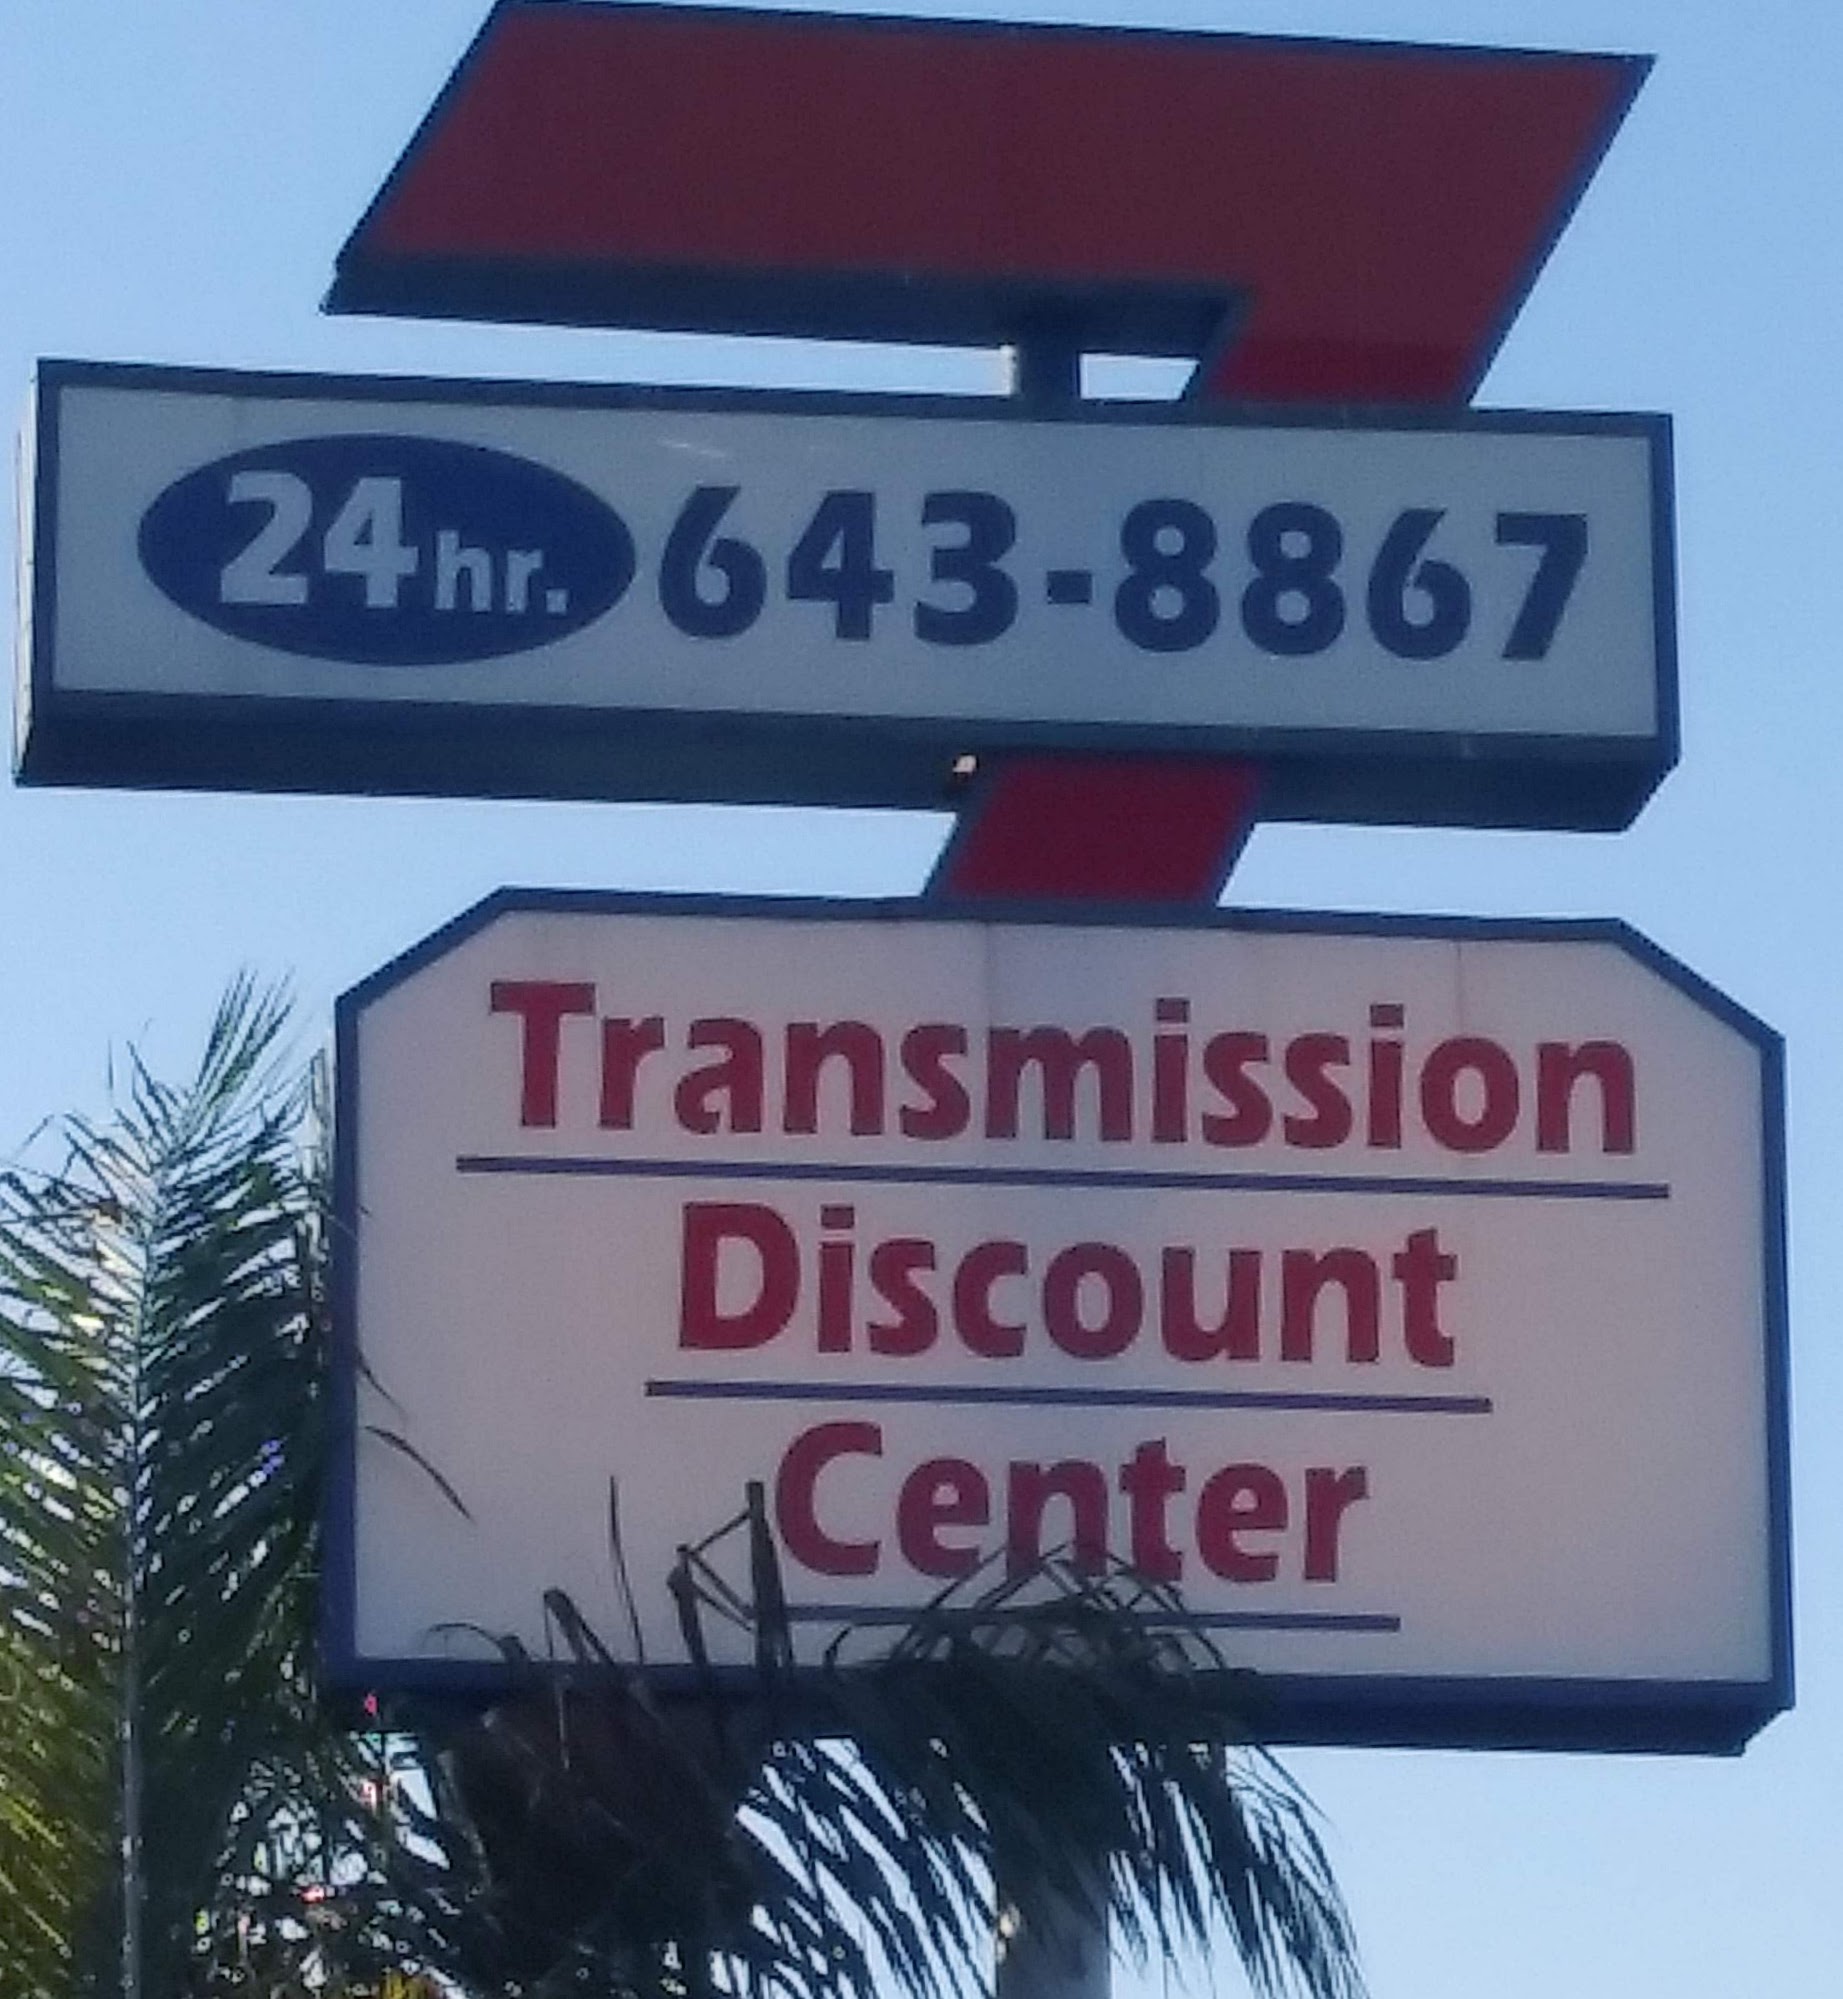 24hr. 643-8867
Transmission
Discount
Center